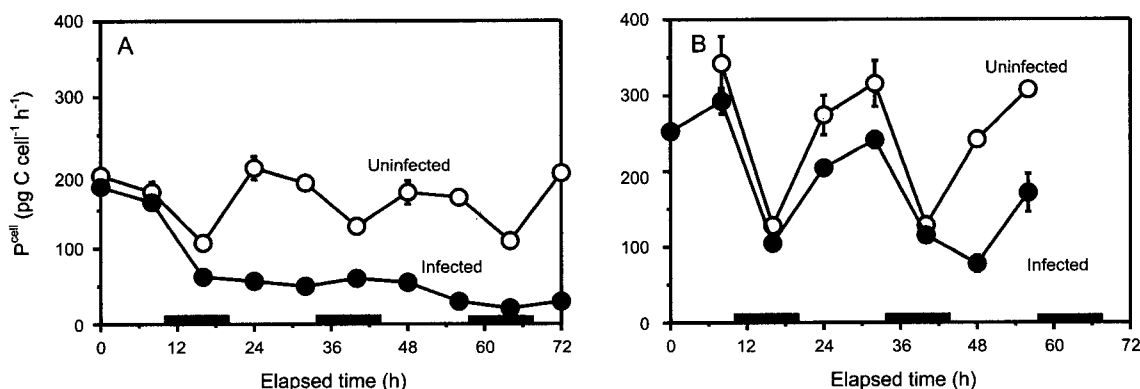 A
400
300
200
100
0
P^cell (pg C cell⁻¹ h⁻¹)
Uninfected
Infected
0 12 24 36 48 60 72
Elapsed time (h)
B
400
300
200
100
0
Uninfected
Infected
0 12 24 36 48 60 72
Elapsed time (h)